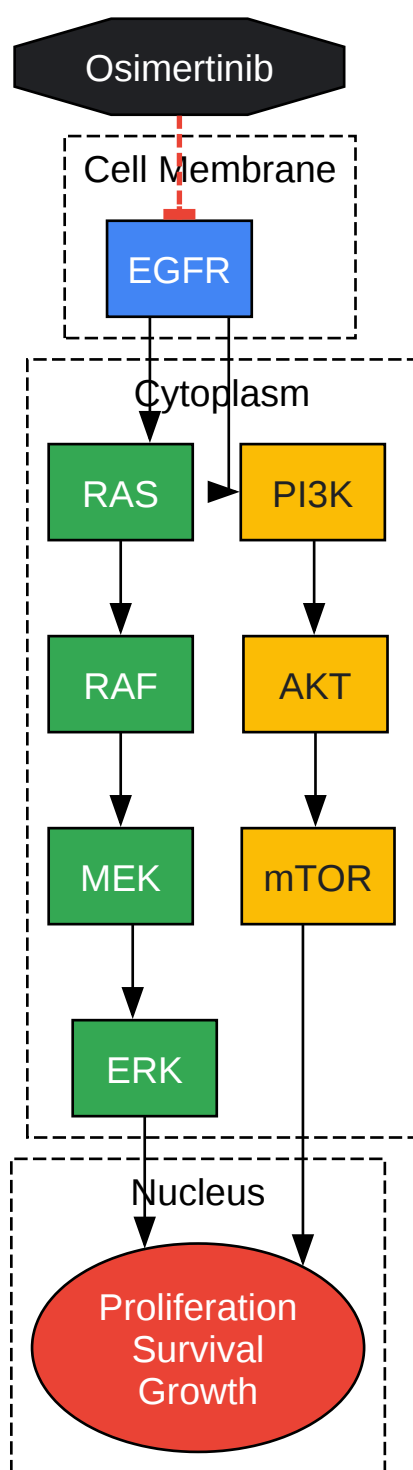 Osimertinib
Cell Membrane
EGFR
Cytoplasm
RAS
PI3K
RAF
AKT
MEK
mTOR
ERK
Nucleus
Proliferation
Survival
Growth